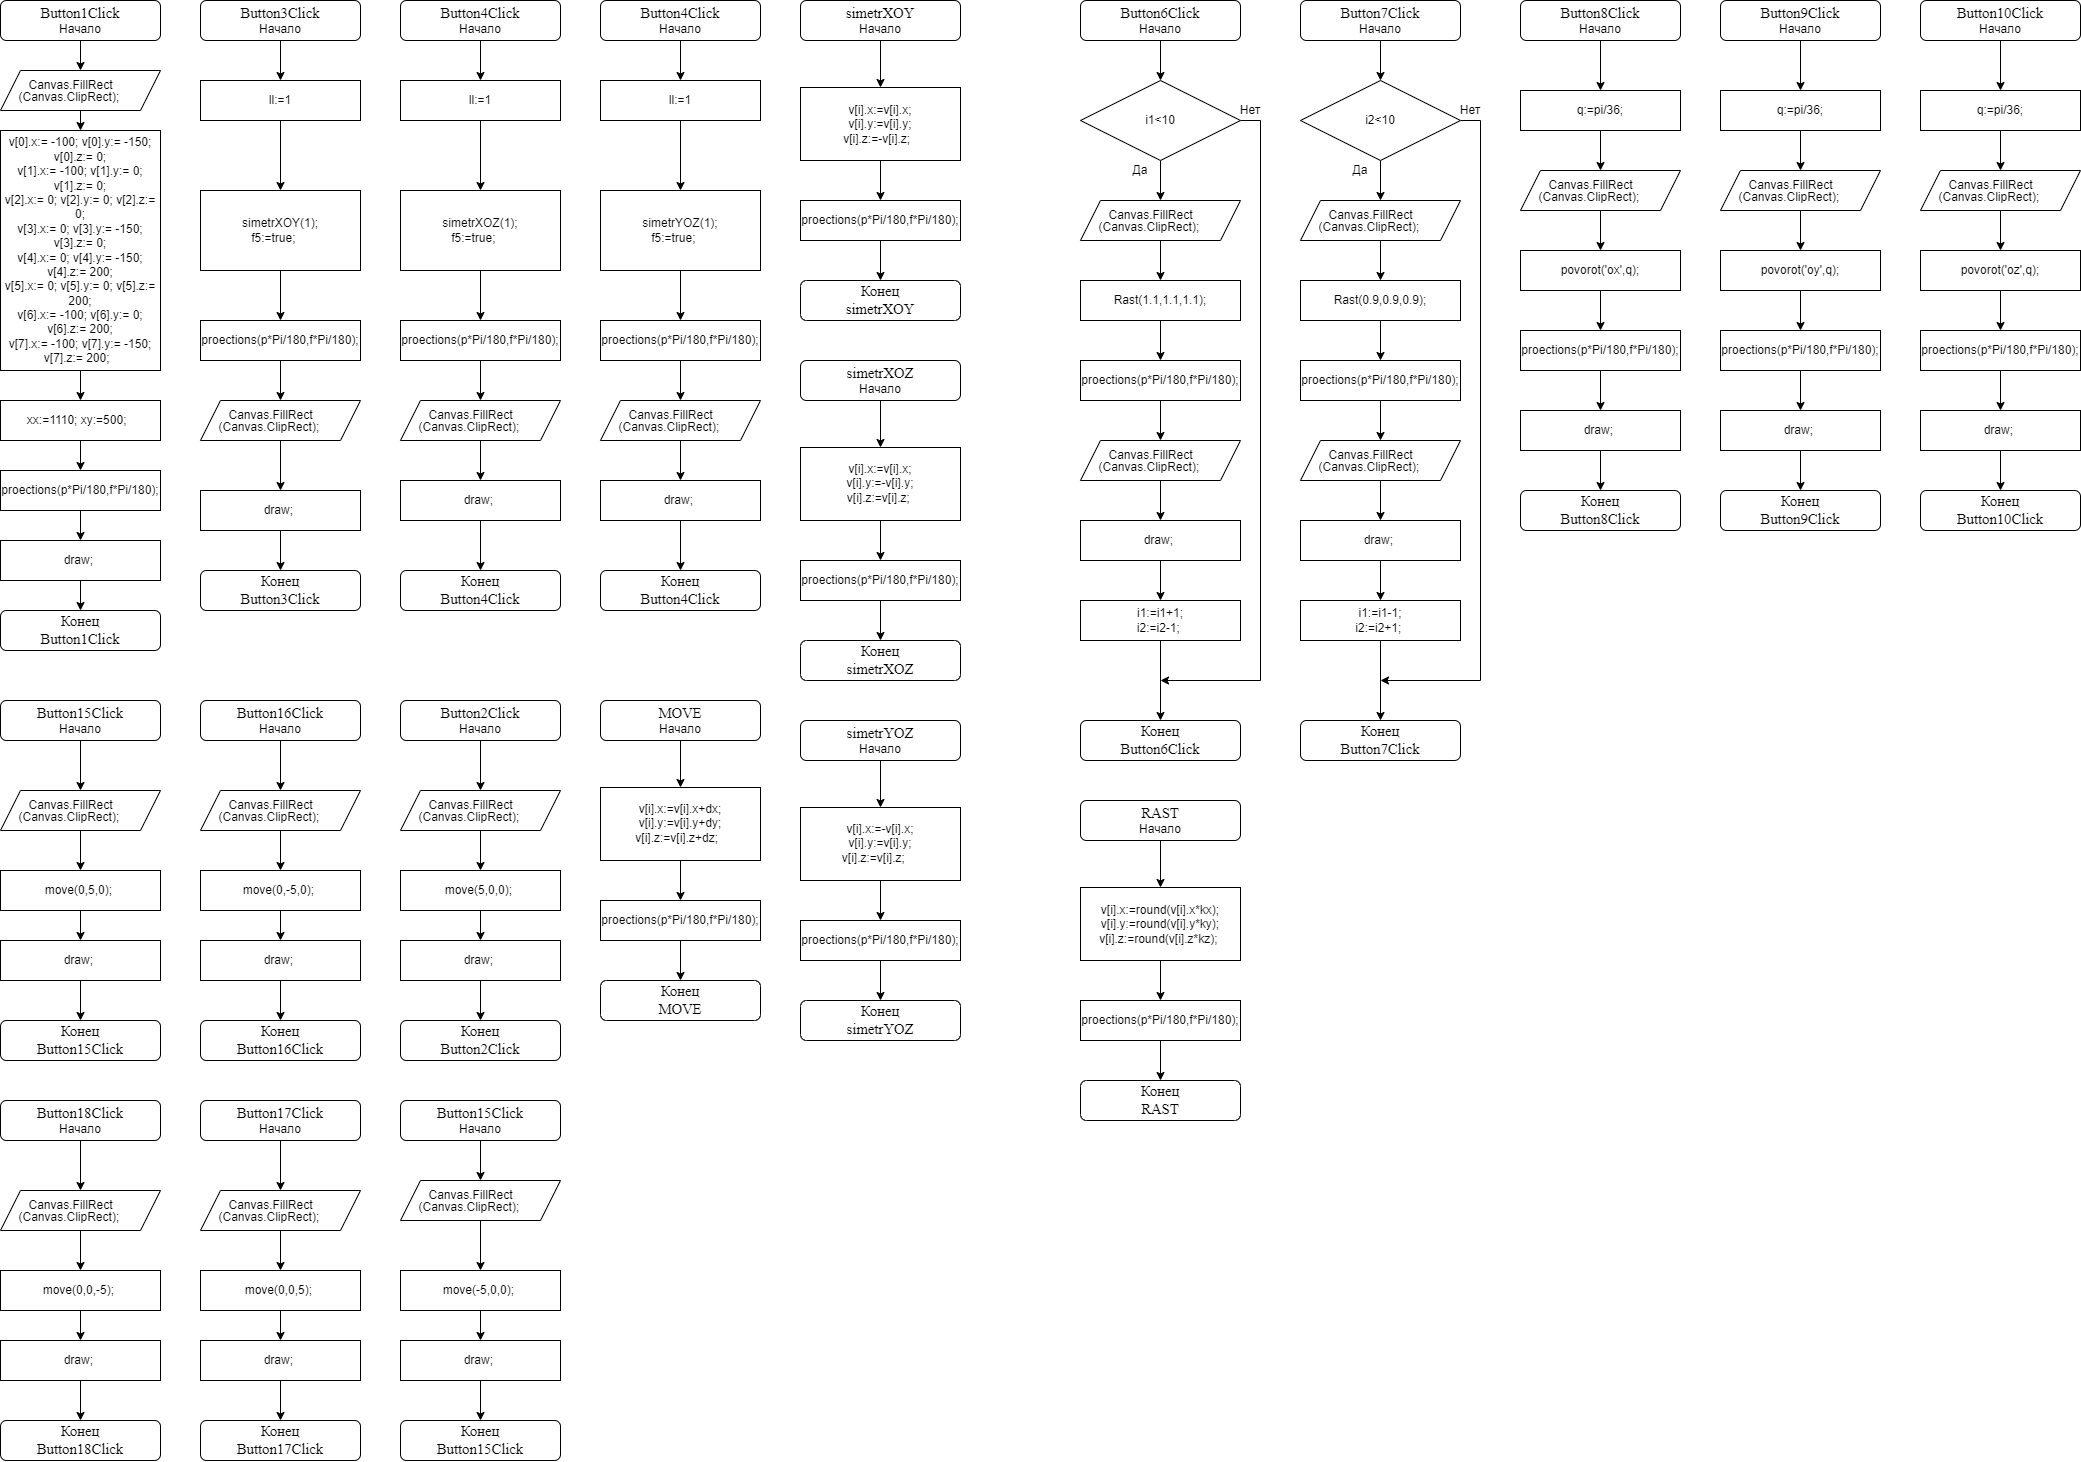 Button1Click
Начало
Canvas.FillRect
(Canvas.ClipRect);
v[0].x:= -100; v[0].y:= -150;
v[0].z:= 0;
v[1].x:= -100; v[1].y:= 0;
v[1].z:= 0;
v[2].x:= 0; v[2].y:= 0; v[2].z:=
0;
v[3].x:= 0; v[3].y:= -150;
v[3].z:= 0;
v[4].x:= 0; v[4].y:= -150;
v[4].z:= 200;
v[5].x:= 0; v[5].y:= 0; v[5].z:=
200;
v[6].x:= -100; v[6].y:= 0;
v[6].z:= 200;
v[7].x:= -100; v[7].y:= -150;
v[7].z:= 200;
xx:=1110; xy:=500;
proections(p*Pi/180,f*Pi/180);
draw;
Конец
Button1Click
Button3Click
Начало
ll:=1
simetrXOY(1);
f5:=true;
proections(p*Pi/180,f*Pi/180);
Canvas.FillRect
(Canvas.ClipRect);
draw;
Конец
Button3Click
Button4Click
Начало
ll:=1
simetrXOZ(1);
f5:=true;
proections(p*Pi/180,f*Pi/180);
Canvas.FillRect
(Canvas.ClipRect);
draw;
Конец
Button4Click
Button4Click
Начало
ll:=1
simetrYOZ(1);
f5:=true;
proections(p*Pi/180,f*Pi/180);
Canvas.FillRect
(Canvas.ClipRect);
draw;
Конец
Button4Click
simetrXOY
Начало
v[i].x:=v[i].x;
v[i].y:=v[i].y;
v[i].z:=-v[i].z;
proections(p*Pi/180,f*Pi/180);
Конец
simetrXOY
simetrXOZ
Начало
v[i].x:=v[i].x;
v[i].y:=-v[i].y;
v[i].z:=v[i].z;
proections(p*Pi/180,f*Pi/180);
Конец
simetrXOZ
simetrYOZ
Начало
v[i].x:=-v[i].x;
v[i].y:=v[i].y;
v[i].z:=v[i].z;
proections(p*Pi/180,f*Pi/180);
Конец
simetrYOZ
Button6Click
Начало
i1<10
Нет
Да
Canvas.FillRect
(Canvas.ClipRect);
Rast(1.1,1.1,1.1);
proections(p*Pi/180,f*Pi/180);
Canvas.FillRect
(Canvas.ClipRect);
draw;
i1:=i1+1;
i2:=i2-1;
Конец
Button6Click
Button7Click
Начало
i2<10
Нет
Да
Canvas.FillRect
(Canvas.ClipRect);
Rast(0.9,0.9,0.9);
proections(p*Pi/180,f*Pi/180);
Canvas.FillRect
(Canvas.ClipRect);
draw;
i1:=i1-1;
i2:=i2+1;
Конец
Button7Click
Button8Click
Начало
q:=pi/36;
Canvas.FillRect
(Canvas.ClipRect);
povorot('ox',q);
proections(p*Pi/180,f*Pi/180);
draw;
Конец
Button8Click
Button9Click
Начало
q:=pi/36;
Canvas.FillRect
(Canvas.ClipRect);
povorot('oy',q);
proections(p*Pi/180,f*Pi/180);
draw;
Конец
Button9Click
Button10Click
Начало
q:=pi/36;
Canvas.FillRect
(Canvas.ClipRect);
povorot('oz',q);
proections(p*Pi/180,f*Pi/180);
draw;
Конец
Button10Click
Button15Click
Начало
Canvas.FillRect
(Canvas.ClipRect);
move(0,5,0);
draw;
Конец
Button15Click
Button16Click
Начало
Canvas.FillRect
(Canvas.ClipRect);
move(0,-5,0);
draw;
Конец
Button16Click
Button2Click
Начало
Canvas.FillRect
(Canvas.ClipRect);
move(5,0,0);
draw;
Конец
Button2Click
MOVE
Начало
v[i].x:=v[i].x+dx;
v[i].y:=v[i].y+dy;
v[i].z:=v[i].z+dz;
proections(p*Pi/180,f*Pi/180);
Конец
MOVE
RAST
Начало
v[i].x:=round(v[i].x*kx);
v[i].y:=round(v[i].y*ky);
v[i].z:=round(v[i].z*kz);
proections(p*Pi/180,f*Pi/180);
Конец
RAST
Button18Click
Начало
Canvas.FillRect
(Canvas.ClipRect);
move(0,0,-5);
draw;
Конец
Button18Click
Button17Click
Начало
Canvas.FillRect
(Canvas.ClipRect);
move(0,0,5);
draw;
Конец
Button17Click
Button15Click
Начало
Canvas.FillRect
(Canvas.ClipRect);
move(-5,0,0);
draw;
Конец
Button15Click